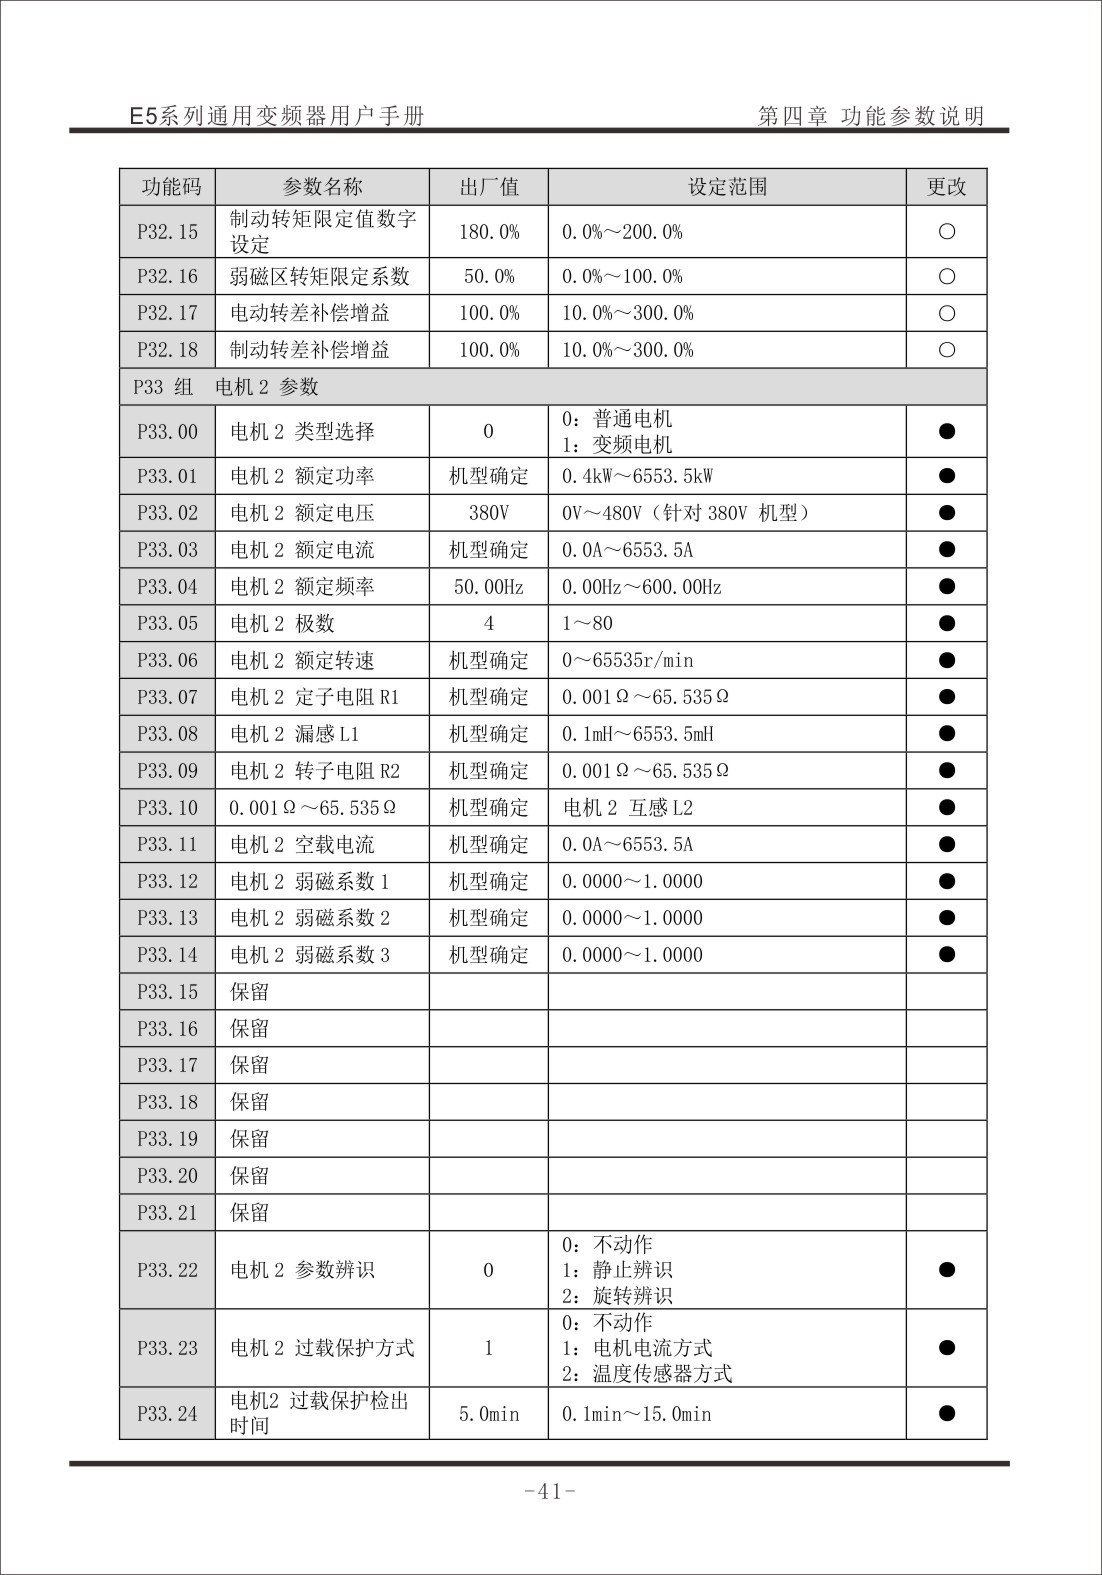 E5系列通用变频器用户手册 第四章 功能参数说明
功能码 参数名称 出厂值 设定范围 更改
P32.15 制动转矩限定值数字
设定 180.0% 0.0%～200.0% ○
P32.16 弱磁区转矩限定系数 50.0% 0.0%～100.0% ○
P32.17 电动转差补偿增益 100.0% 10.0%～300.0% ○
P32.18 制动转差补偿增益 100.0% 10.0%～300.0% ○
P33 组 电机 2 参数
P33.00 电机 2 类型选择 0 0：普通电机
1：变频电机 ●
P33.01 电机 2 额定功率 机型确定 0.4kW～6553.5kW ●
P33.02 电机 2 额定电压 380V 0V～480V（针对 380V 机型） ●
P33.03 电机 2 额定电流 机型确定 0.0A～6553.5A ●
P33.04 电机 2 额定频率 50.00Hz 0.00Hz～600.00Hz ●
P33.05 电机 2 极数 4 1～80 ●
P33.06 电机 2 额定转速 机型确定 0～65535r/min ●
P33.07 电机 2 定子电阻 R1 机型确定 0.001Ω～65.535Ω ●
P33.08 电机 2 漏感 L1 机型确定 0.1mH～6553.5mH ●
P33.09 电机 2 转子电阻 R2 机型确定 0.001Ω～65.535Ω ●
P33.10 0.001Ω～65.535Ω 机型确定 电机 2 互感 L2 ●
P33.11 电机 2 空载电流 机型确定 0.0A～6553.5A ●
P33.12 电机 2 弱磁系数 1 机型确定 0.0000～1.0000 ●
P33.13 电机 2 弱磁系数 2 机型确定 0.0000～1.0000 ●
P33.14 电机 2 弱磁系数 3 机型确定 0.0000～1.0000 ●
P33.15 保留
P33.16 保留
P33.17 保留
P33.18 保留
P33.19 保留
P33.20 保留
P33.21 保留
P33.22 电机 2 参数辨识 0 0：不动作
1：静止辨识
2：旋转辨识 ●
P33.23 电机 2 过载保护方式 1 0：不动作
1：电机电流方式
2：温度传感器方式 ●
P33.24 电机2 过载保护检出
时间 5.0min 0.1min～15.0min ●
-41-